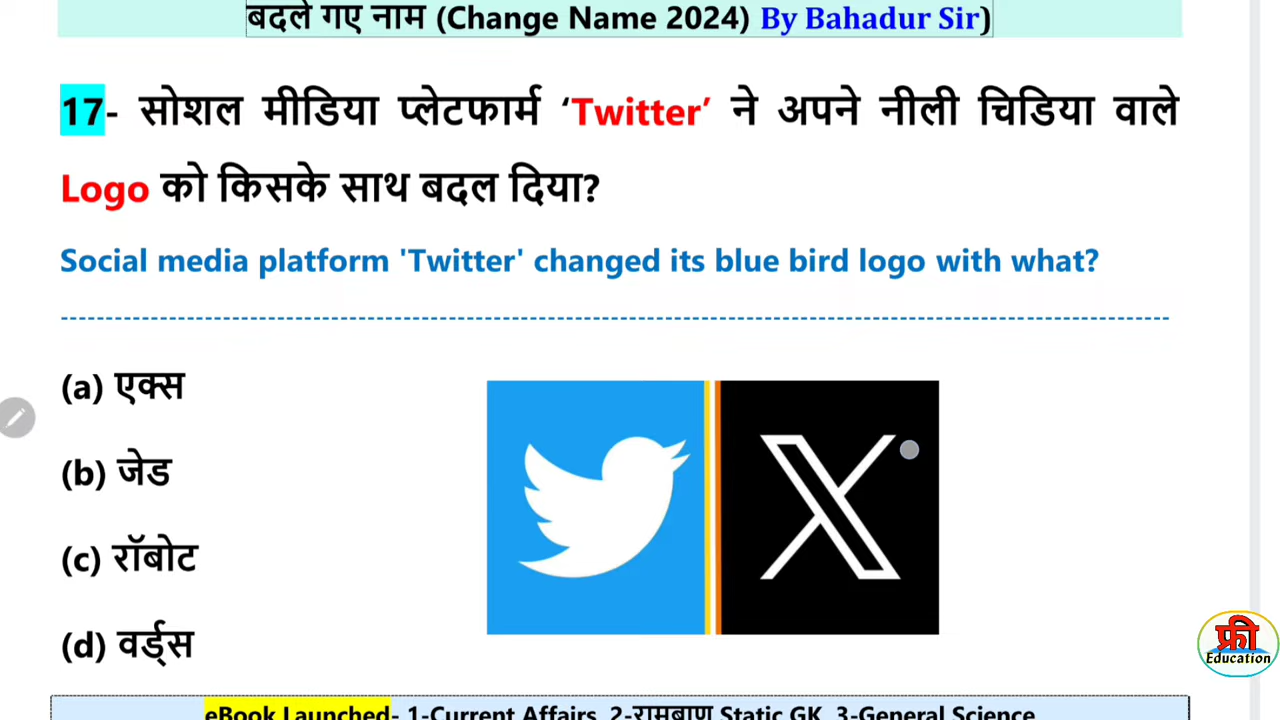 बदले गए नाम (Change Name 2024) By Bahadur Sir)
17- सोशल मीडिया प्लेटफार्म ‘Twitter’ ने अपने नीली चिडिया वाले
Logo को किसके साथ बदल दिया?
Social media platform 'Twitter' changed its blue bird logo with what?
(a) एक्स
(b) जेड
(c) रॉबोट
(d) वर्ड्स
फ्री
Education
eBook Launched- 1-Current Affairs, 2-रामबाण Static GK, 3-General Science